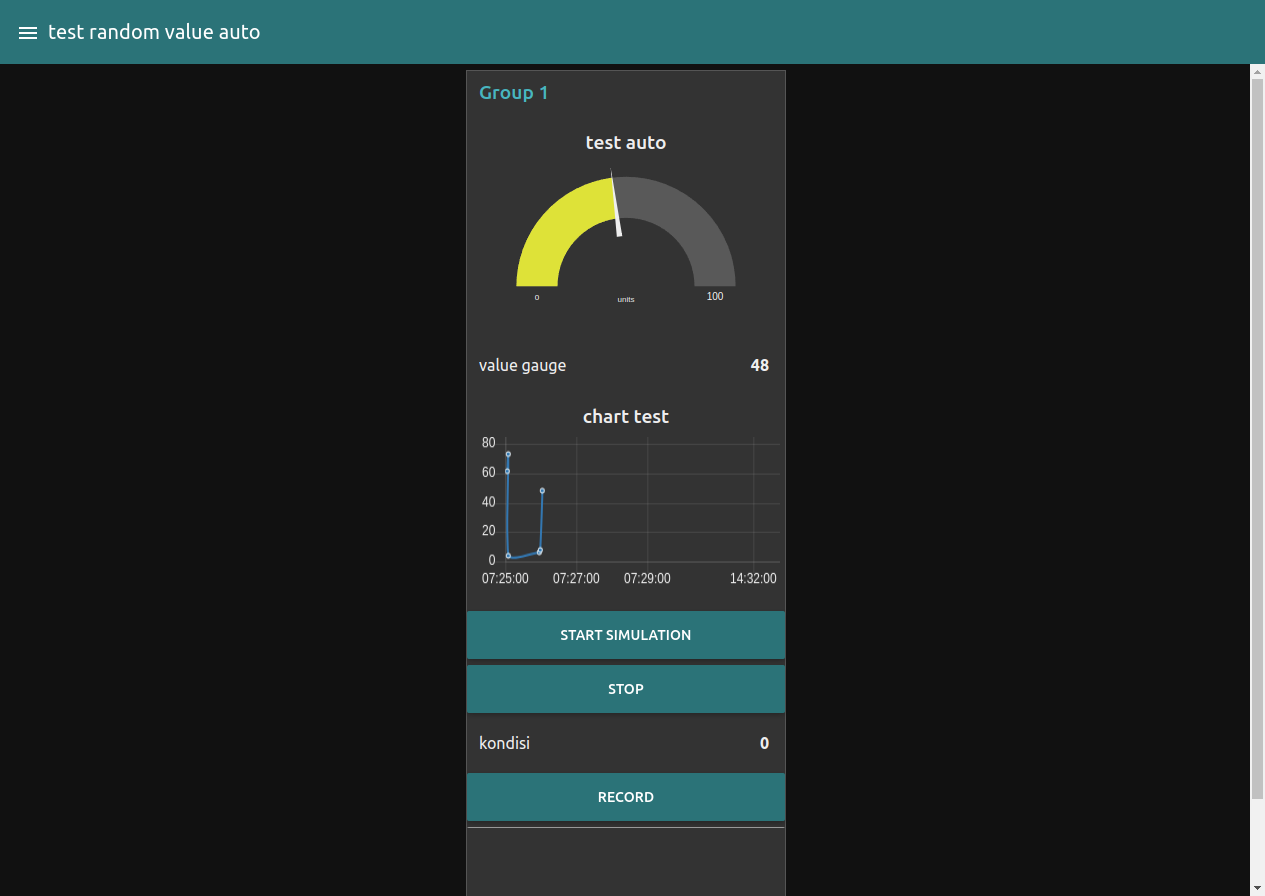 test random value auto
Group 1
test auto
0 units 100
value gauge 48
chart test
80
60
40
20
0
07:25:00 07:27:00 07:29:00 14:32:00
START SIMULATION
STOP
kondisi 0
RECORD